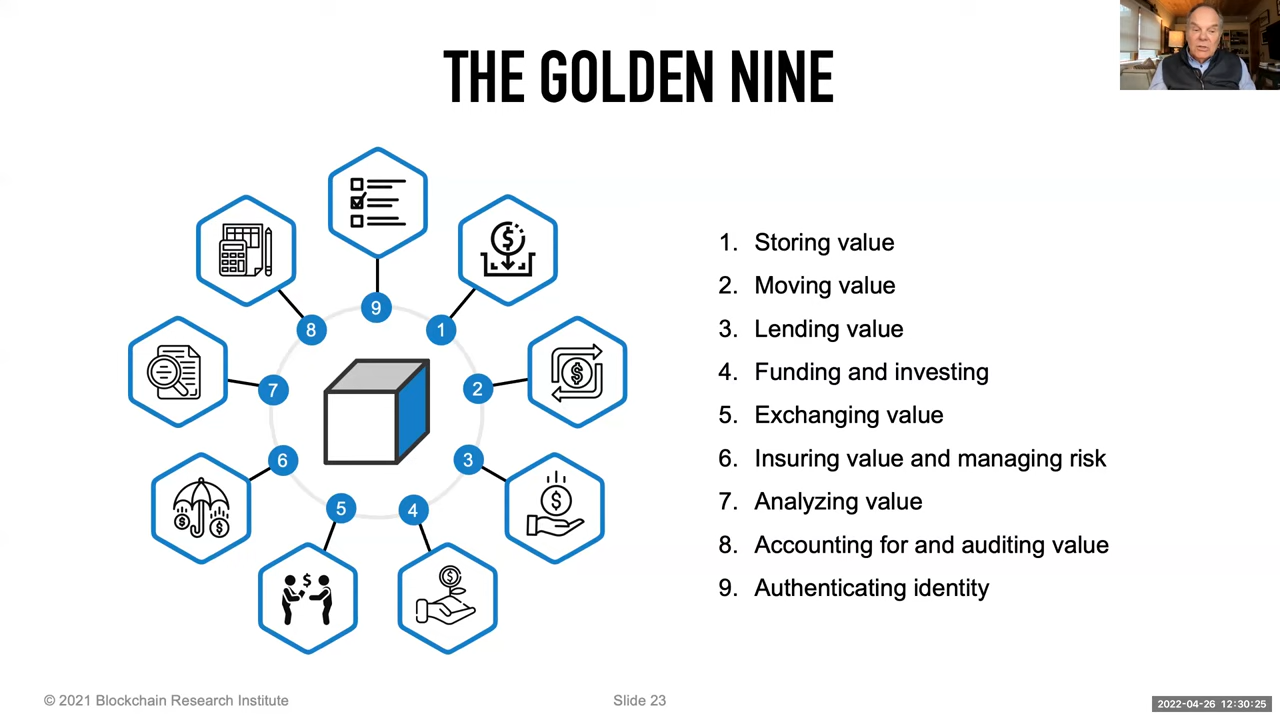 THE GOLDEN NINE
9
8
1
7
2
6
3
5
4
1. Storing value
2. Moving value
3. Lending value
4. Funding and investing
5. Exchanging value
6. Insuring value and managing risk
7. Analyzing value
8. Accounting for and auditing value
9. Authenticating identity
© 2021 Blockchain Research Institute
Slide 23
2022-04-26 12:30:25